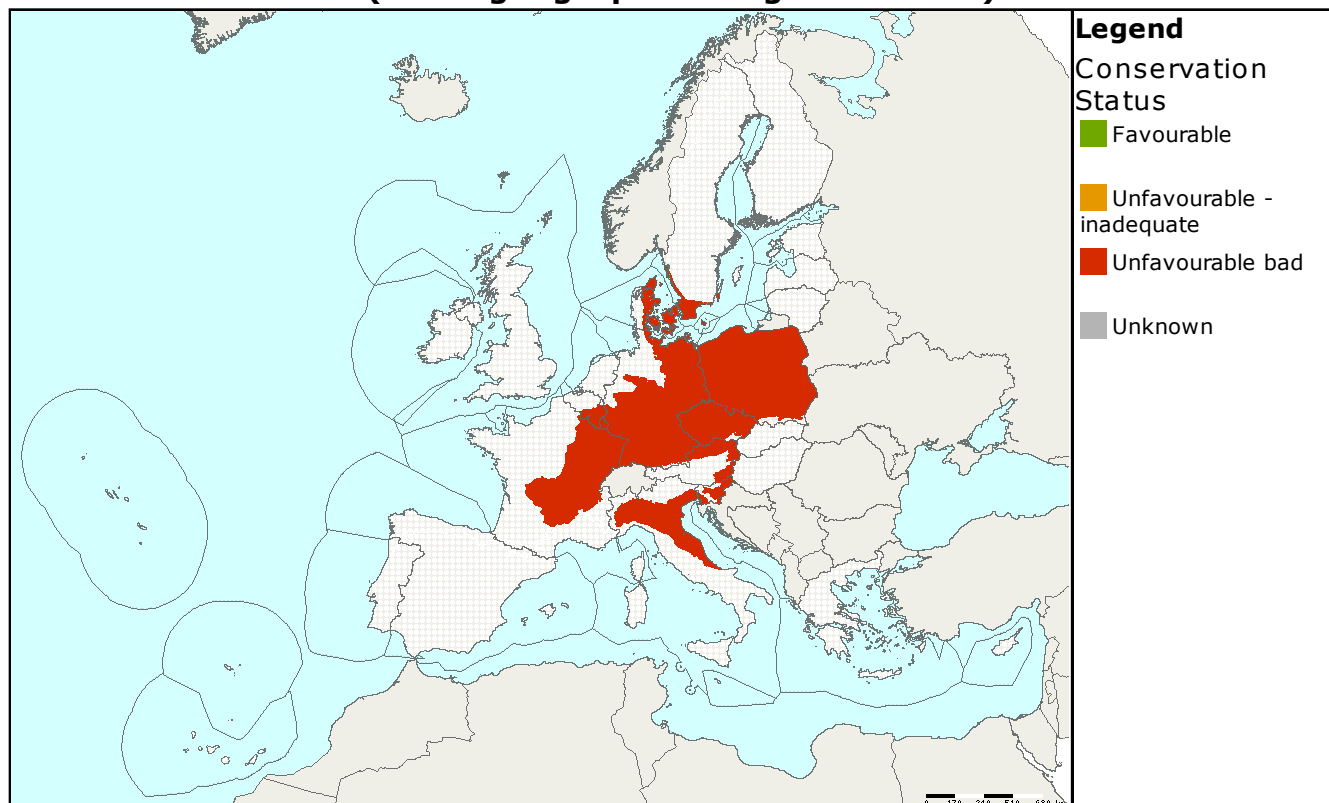 Legend
Conservation
Status
Favourable
Unfavourable -
inadequate
Unfavourable bad
Unknown